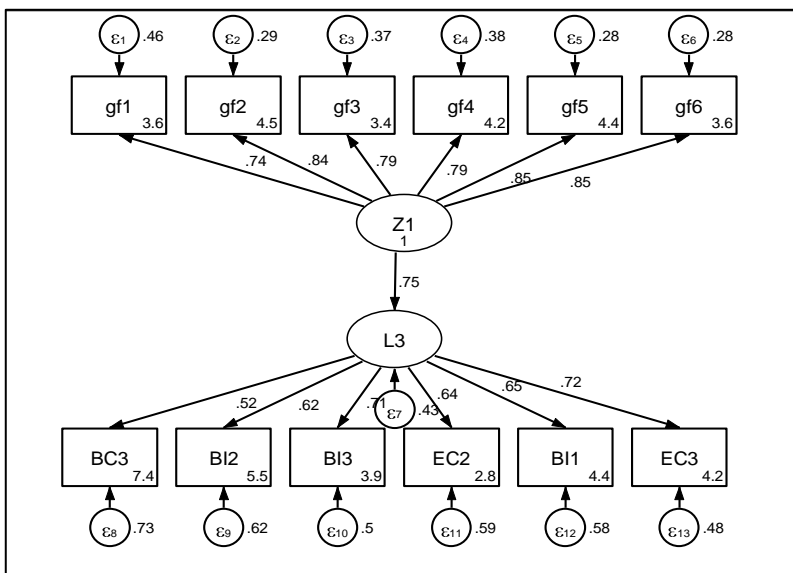 ε1 .46 ε2 .29 ε3 .37 ε4 .38 ε5 .28 ε6 .28
gf1 gf2 gf3 gf4 gf5 gf6
3.6 4.5 3.4 4.2 4.4 3.6
.74 .84 .79 .79 .85 .85
Z1
1
.75
L3
.52 .62 .71 .64 .65 .72
ε7 .43
BC3 BI2 BI3 EC2 BI1 EC3
7.4 5.5 3.9 2.8 4.4 4.2
ε8 .73 ε9 .62 ε10 .5 ε11 .59 ε12 .58 ε13 .48